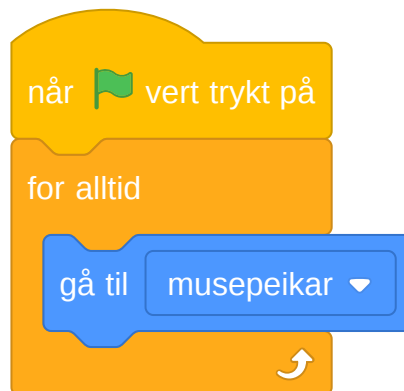 når vert trykt på
for alltid
gå til musepeikar